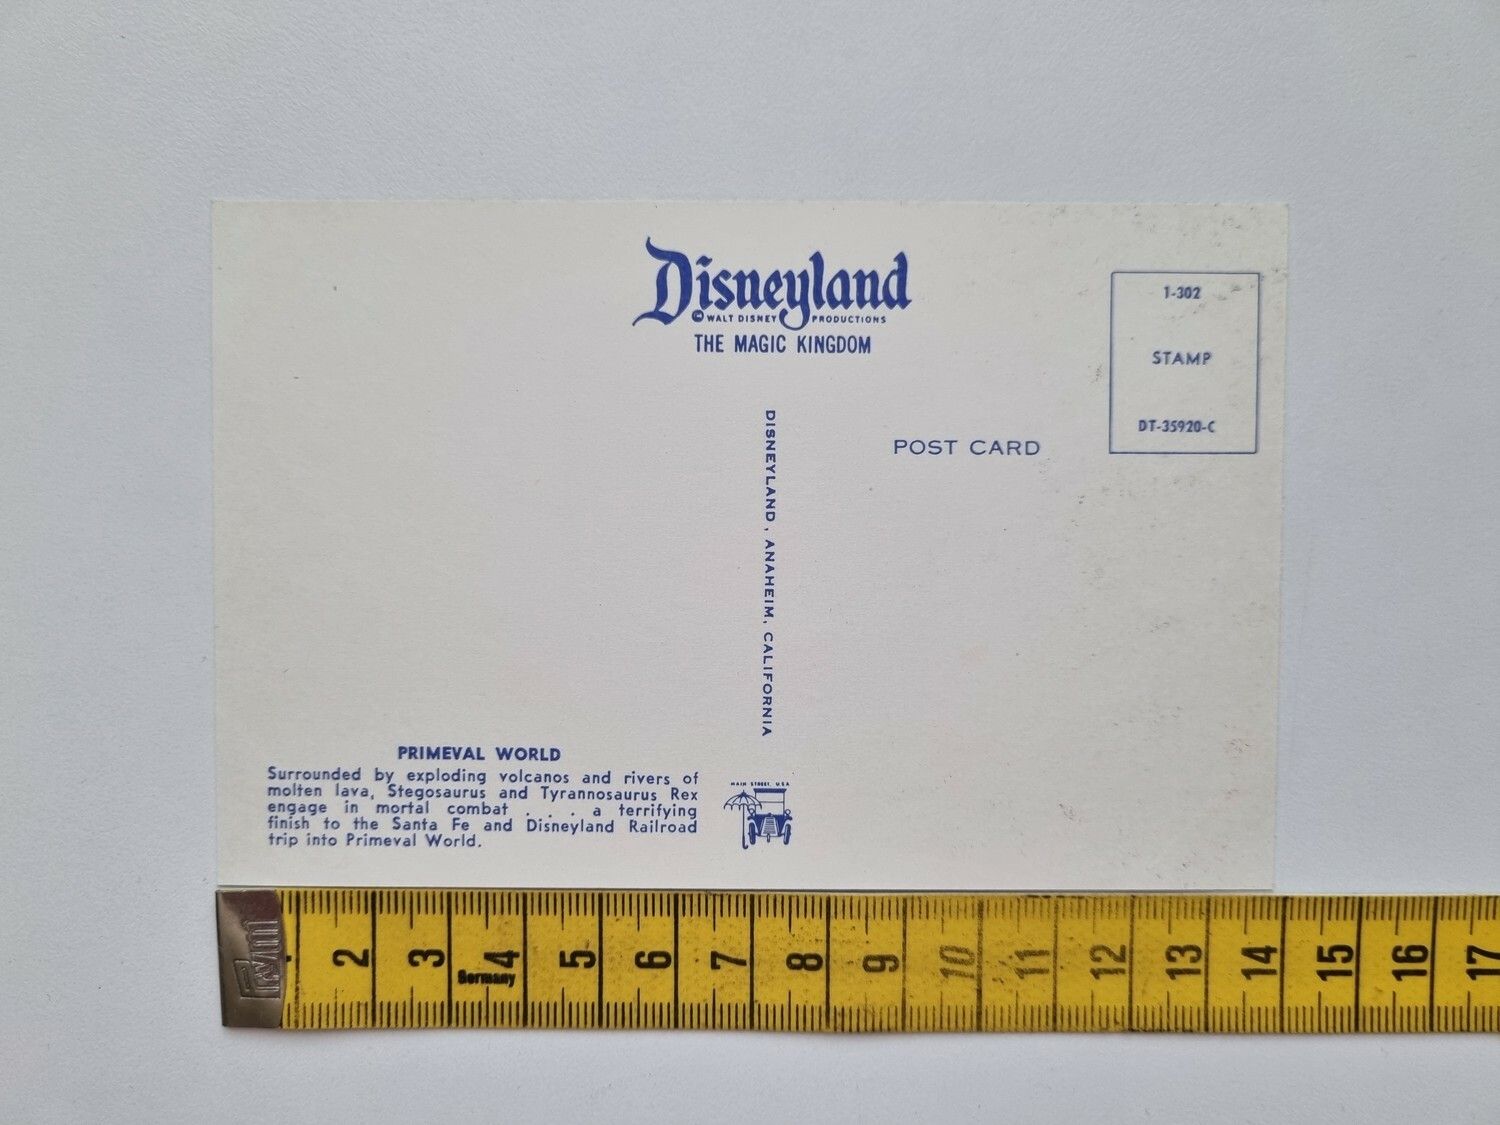 Disneyland
© WALT DISNEY PRODUCTIONS
THE MAGIC KINGDOM
1-302
STAMP
DT-35920-C
POST CARD
DISNEYLAND, ANAHEIM, CALIFORNIA
PRIMEVAL WORLD
Surrounded by exploding volcanos and rivers of
molten lava, Stegosaurus and Tyrannosaurus Rex
engage in mortal combat . . . a terrifying
finish to the Santa Fe and Disneyland Railroad
trip into Primeval World.
MAIN STREET, U.S.A
Prym
2 3 4 5 6 7 8 9 10 11 12 13 14 15 16 17
Germany